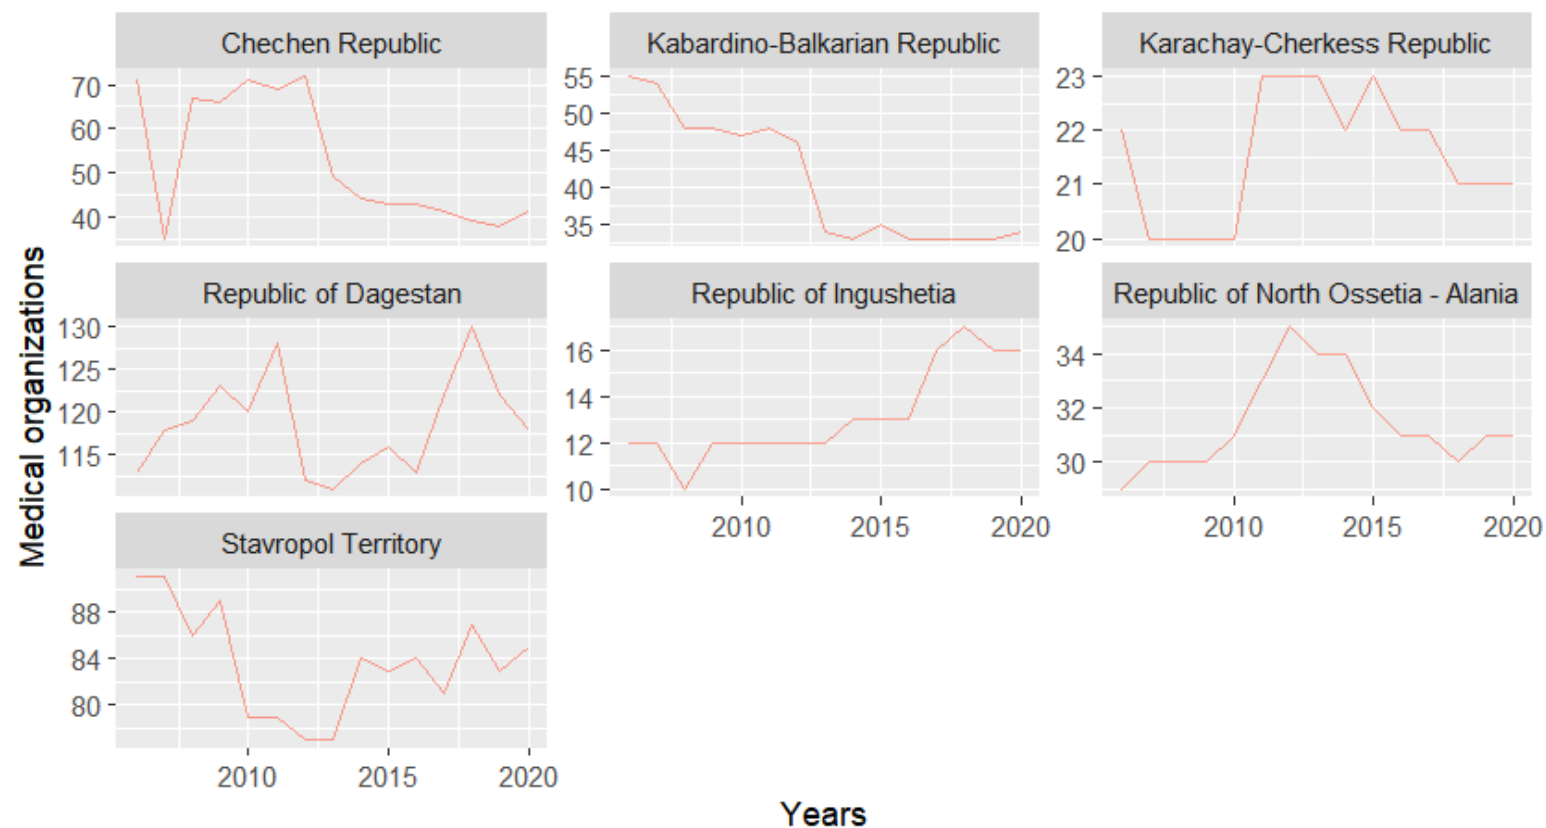 Chechen Republic
Kabardino-Balkarian Republic
Karachay-Cherkess Republic
70
60
50
40
55
50
45
40
35
23
22
21
20
Republic of Dagestan
Republic of Ingushetia
Republic of North Ossetia - Alania
130
125
120
115
16
14
12
10
34
32
30
2010 2015 2020
2010 2015 2020
Stavropol Territory
88
84
80
2010 2015 2020
Medical organizations
Years